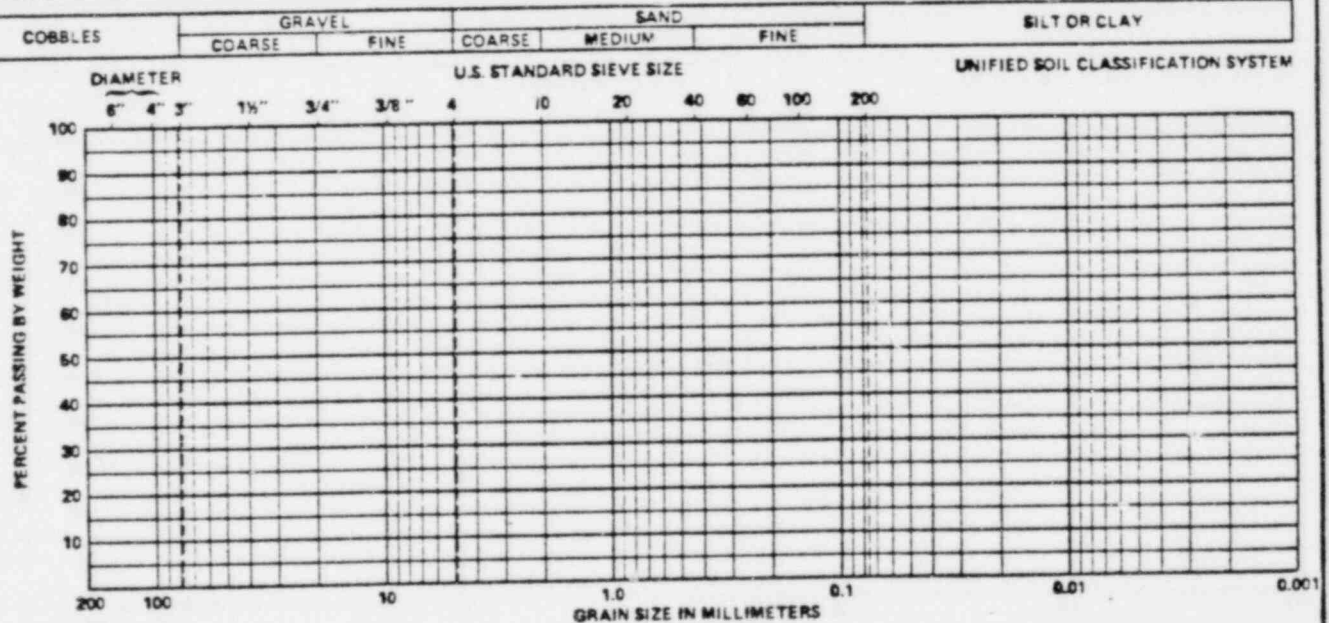 COBBLES GRAVEL SAND SILT OR CLAY
COARSE FINE COARSE MEDIUM FINE
DIAMETER U.S. STANDARD SIEVE SIZE UNIFIED SOIL CLASSIFICATION SYSTEM
6" 4" 3" 1½" 3/4" 3/8" 4 10 20 40 60 100 200
100
90
80
70
60
50
40
30
20
10
PERCENT PASSING BY WEIGHT
200 100 10 1.0 0.1 0.01 0.001
GRAIN SIZE IN MILLIMETERS